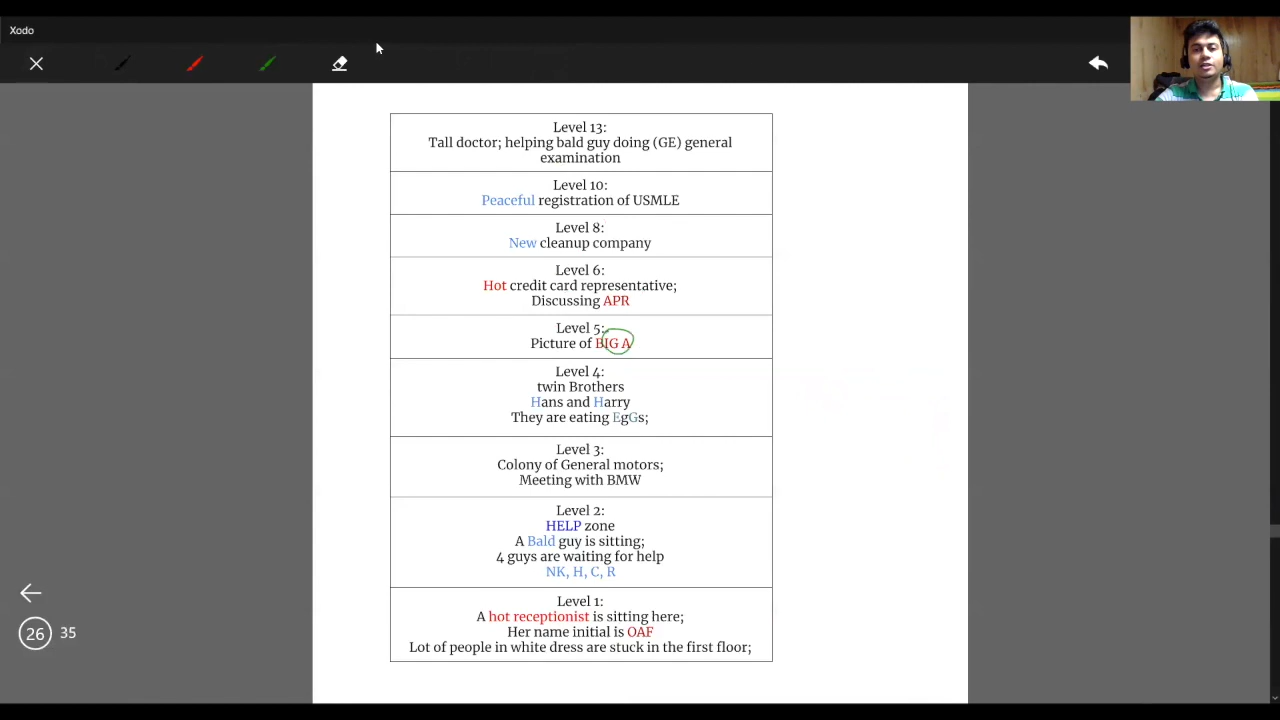 Xodo
Level 13:
Tall doctor; helping bald guy doing (GE) general
examination
Level 10:
Peaceful registration of USMLE
Level 8:
New cleanup company
Level 6:
Hot credit card representative;
Discussing APR
Level 5:
Picture of BIG A
Level 4:
twin Brothers
Hans and Harry
They are eating EgGs;
Level 3:
Colony of General motors;
Meeting with BMW
Level 2:
HELP zone
A Bald guy is sitting;
4 guys are waiting for help
NK, H, C, R
Level 1:
A hot receptionist is sitting here;
Her name initial is OAF
Lot of people in white dress are stuck in the first floor;
26 35